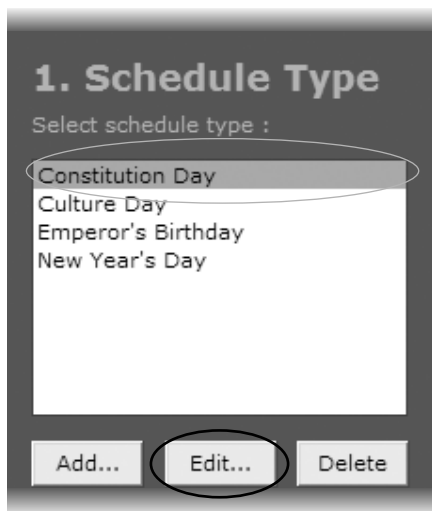 1. Schedule Type
Select schedule type :
Constitution Day
Culture Day
Emperor's Birthday
New Year's Day
Add... Edit... Delete